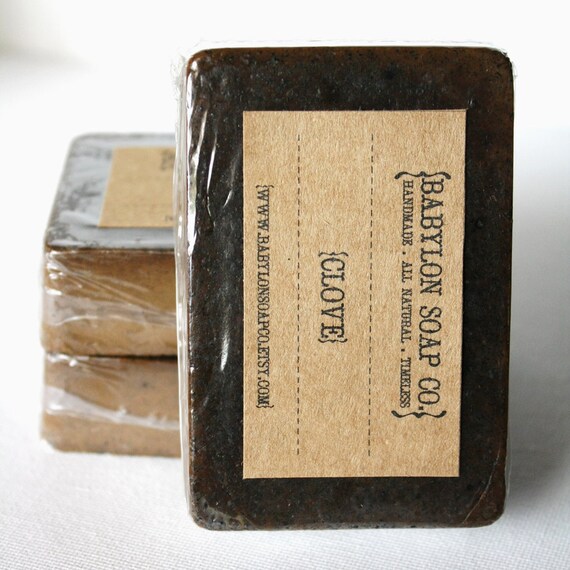 {BABYLON SOAP CO.}
HANDMADE . ALL NATURAL . TIMELESS
{CLOVE}
{WWW.BABYLONSOAPCO.ETSY.COM}